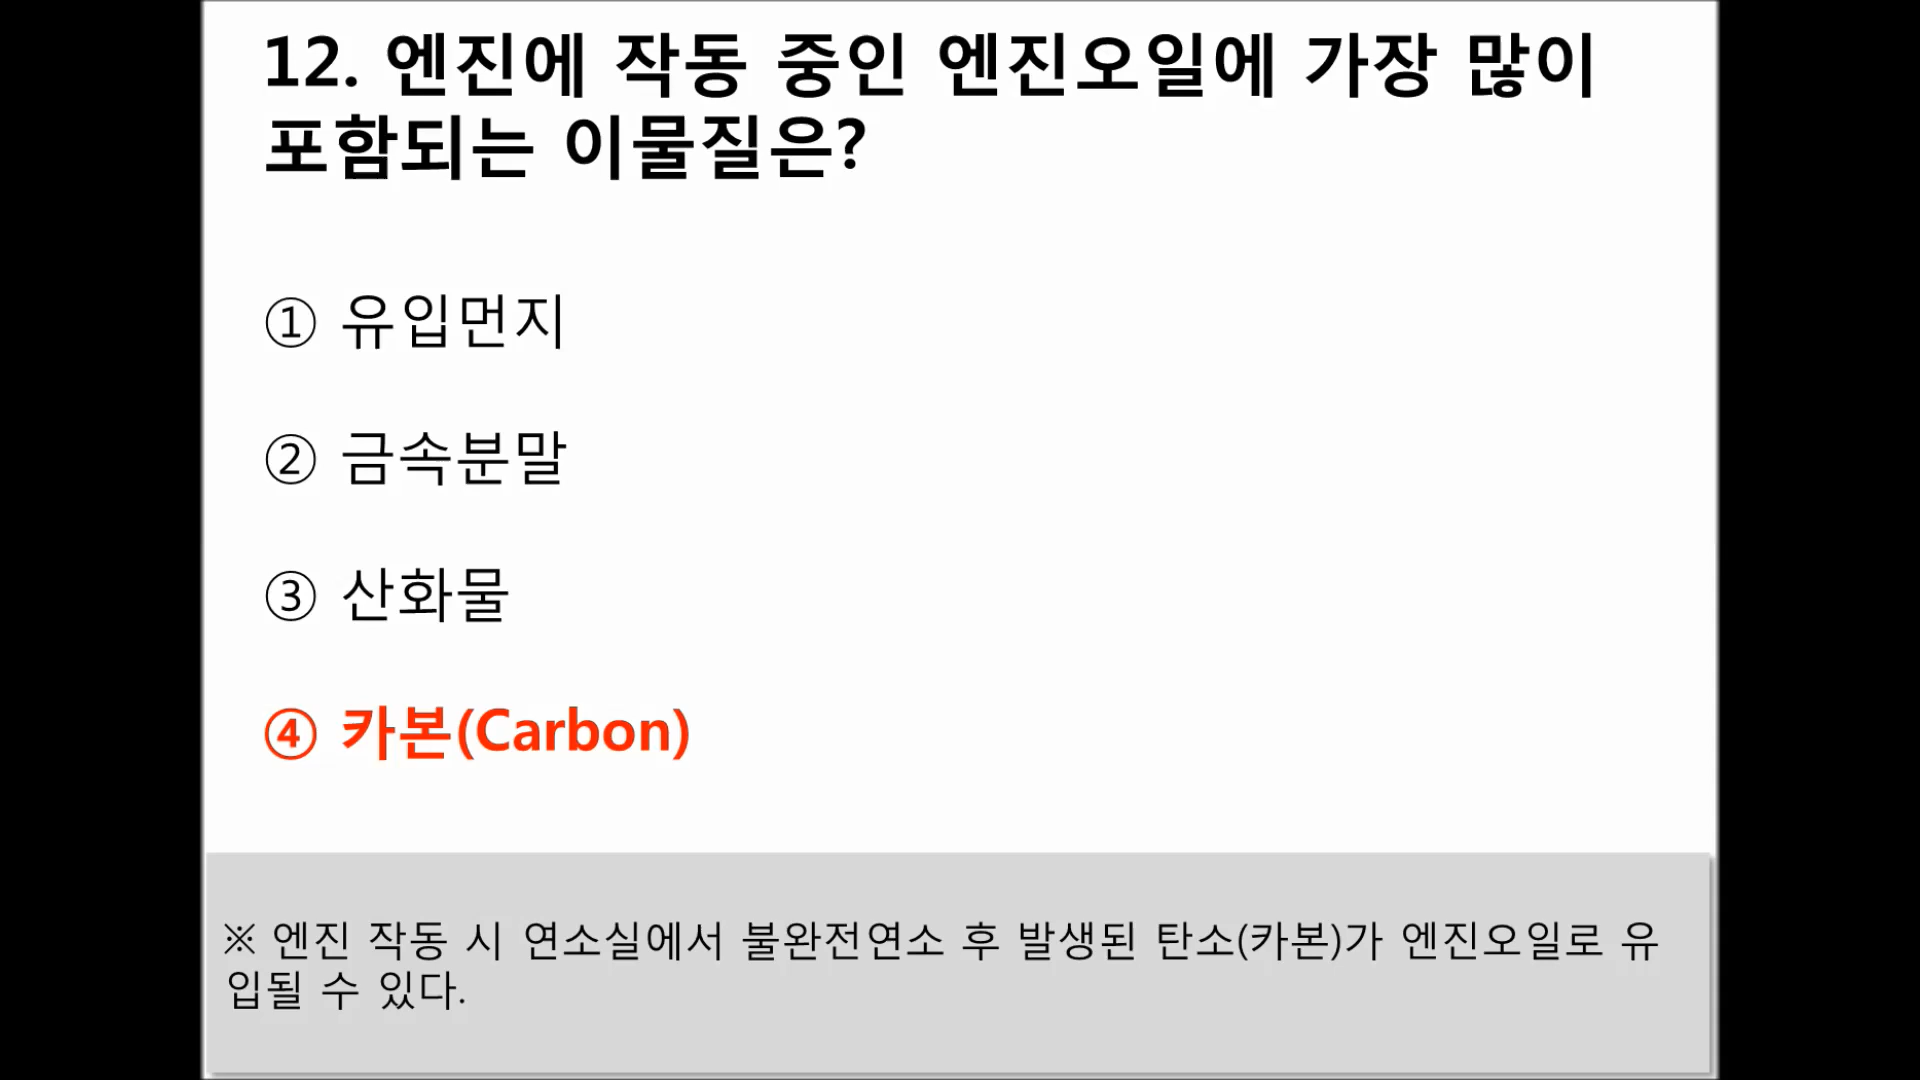 12. 엔진에 작동 중인 엔진오일에 가장 많이
포함되는 이물질은?
① 유입먼지
② 금속분말
③ 산화물
④ 카본(Carbon)
※ 엔진 작동 시 연소실에서 불완전연소 후 발생된 탄소(카본)가 엔진오일로 유
입될 수 있다.